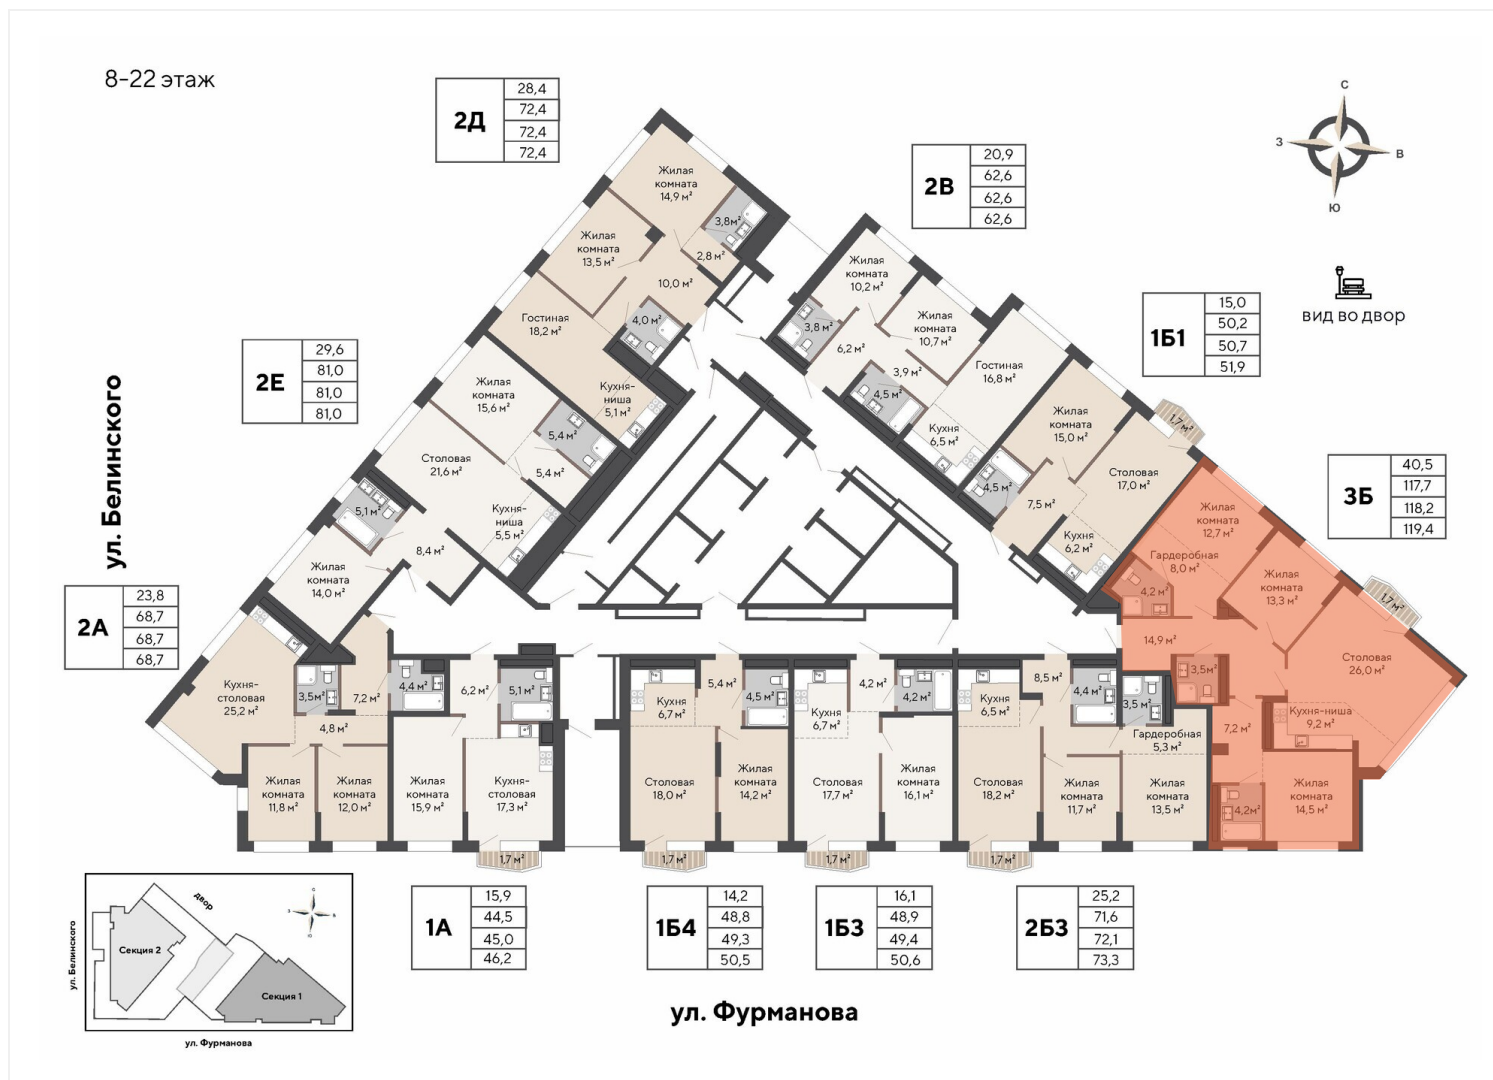 8-22 этаж
2Д
28,4
72,4
72,4
72,4
2В
20,9
62,6
62,6
62,6
С
З
В
Ю
вид во двор
1Б1
15,0
50,2
50,7
51,9
2Е
29,6
81,0
81,0
81,0
3Б
40,5
117,7
118,2
119,4
2А
23,8
68,7
68,7
68,7
ул. Белинского
Жилая
комната
14,9 м²
3,8м²
2,8 м²
Жилая
комната
13,5 м²
10,0 м²
Гостиная
18,2 м²
4,0 м²
Кухня-
ниша
5,1 м²
Жилая
комната
15,6 м²
5,4 м²
5,4 м²
Столовая
21,6 м²
Кухня-
ниша
5,5 м²
5,1 м²
8,4 м²
Жилая
комната
14,0 м²
Кухня-
столовая
25,2 м²
3,5м²
7,2 м²
4,8 м²
Жилая
комната
11,8 м²
Жилая
комната
12,0 м²
4,4 м²
6,2 м²
5,1 м²
Жилая
комната
15,9 м²
Кухня-
столовая
17,3 м²
1,7 м²
Жилая
комната
10,2 м²
3,8 м²
6,2 м²
Жилая
комната
10,7 м²
3,9 м²
4,5 м²
Гостиная
16,8 м²
Кухня
6,5 м²
Жилая
комната
15,0 м²
1,7 м²
Столовая
17,0 м²
4,5 м²
7,5 м²
Кухня
6,2 м²
Жилая
комната
12,7 м²
Гардеробная
8,0 м²
4,2 м²
Жилая
комната
13,3 м²
1,7 м²
14,9 м²
3,5м²
Столовая
26,0 м²
Кухня-ниша
9,2 м²
7,2 м²
4,2м²
Жилая
комната
14,5 м²
5,4 м²
4,5 м²
Кухня
6,7 м²
Столовая
18,0 м²
Жилая
комната
14,2 м²
1,7 м²
4,2 м²
4,2 м²
Кухня
6,7 м²
Столовая
17,7 м²
Жилая
комната
16,1 м²
1,7 м²
8,5 м²
4,4 м²
3,5м²
Кухня
6,5 м²
Гардеробная
5,3 м²
Столовая
18,2 м²
Жилая
комната
11,7 м²
Жилая
комната
13,5 м²
1,7 м²
1А
15,9
44,5
45,0
46,2
1Б4
14,2
48,8
49,3
50,5
1Б3
16,1
48,9
49,4
50,6
2Б3
25,2
71,6
72,1
73,3
ул. Фурманова
ул. Белинского
двор
Секция 2
Секция 1
ул. Фурманова